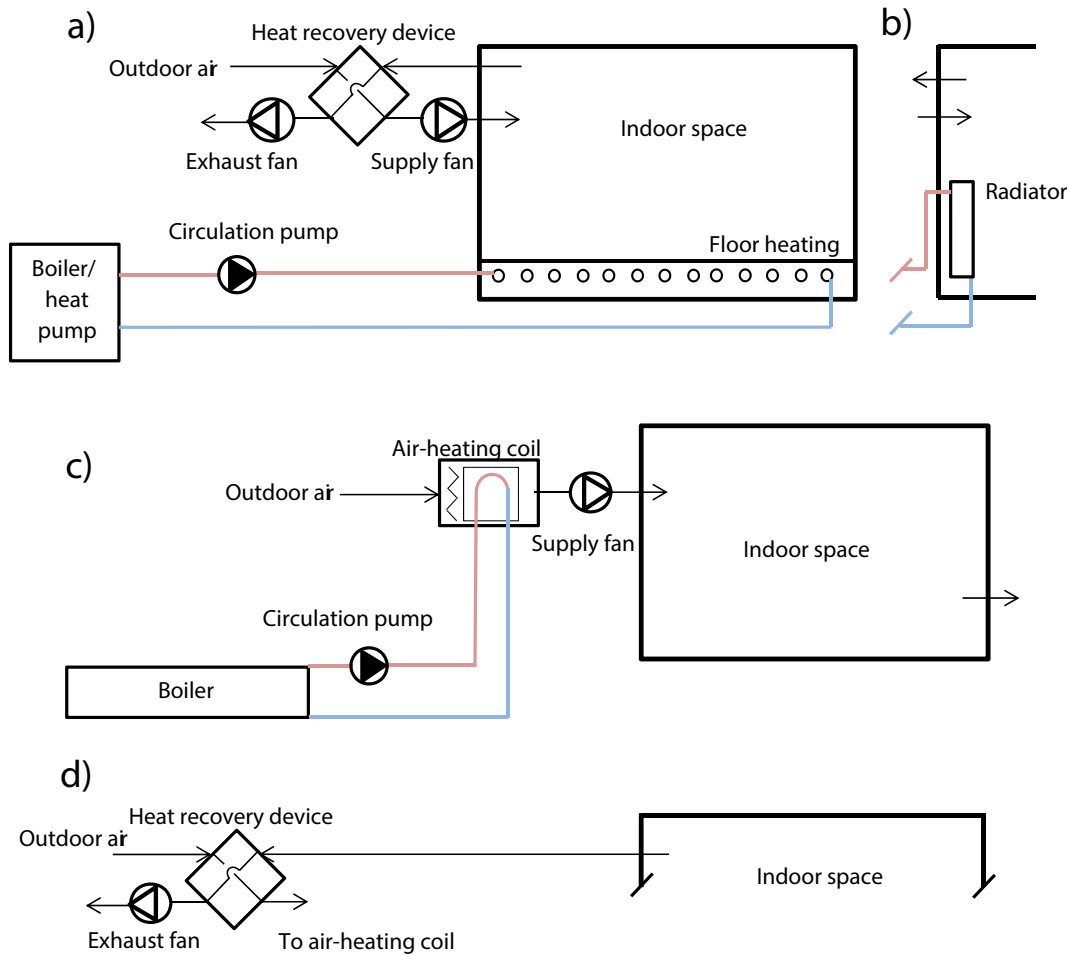 a)
Heat recovery device
Outdoor air
Exhaust fan
Supply fan
Indoor space
Circulation pump
Floor heating
Boiler/
heat
pump
b)
Radiator
c)
Air-heating coil
Outdoor air
Supply fan
Indoor space
Circulation pump
Boiler
d)
Heat recovery device
Outdoor air
Indoor space
Exhaust fan
To air-heating coil